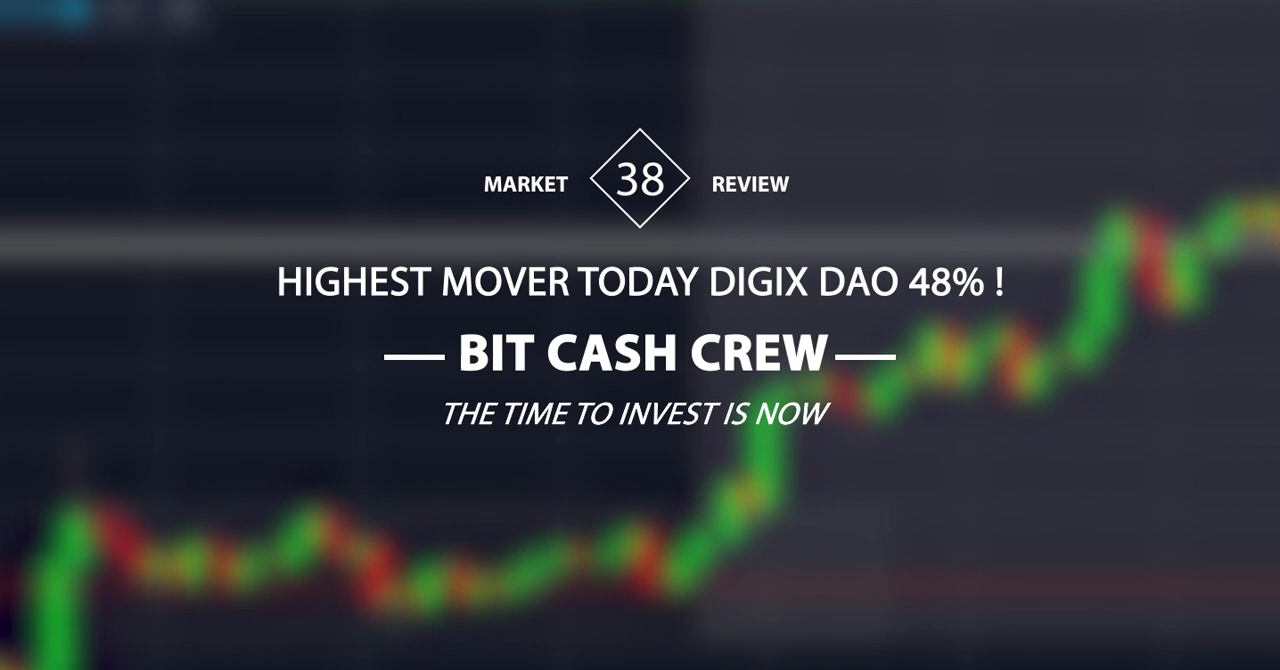 MARKET 38 REVIEW
HIGHEST MOVER TODAY DIGIX DAO 48% !
BIT CASH CREW
THE TIME TO INVEST IS NOW